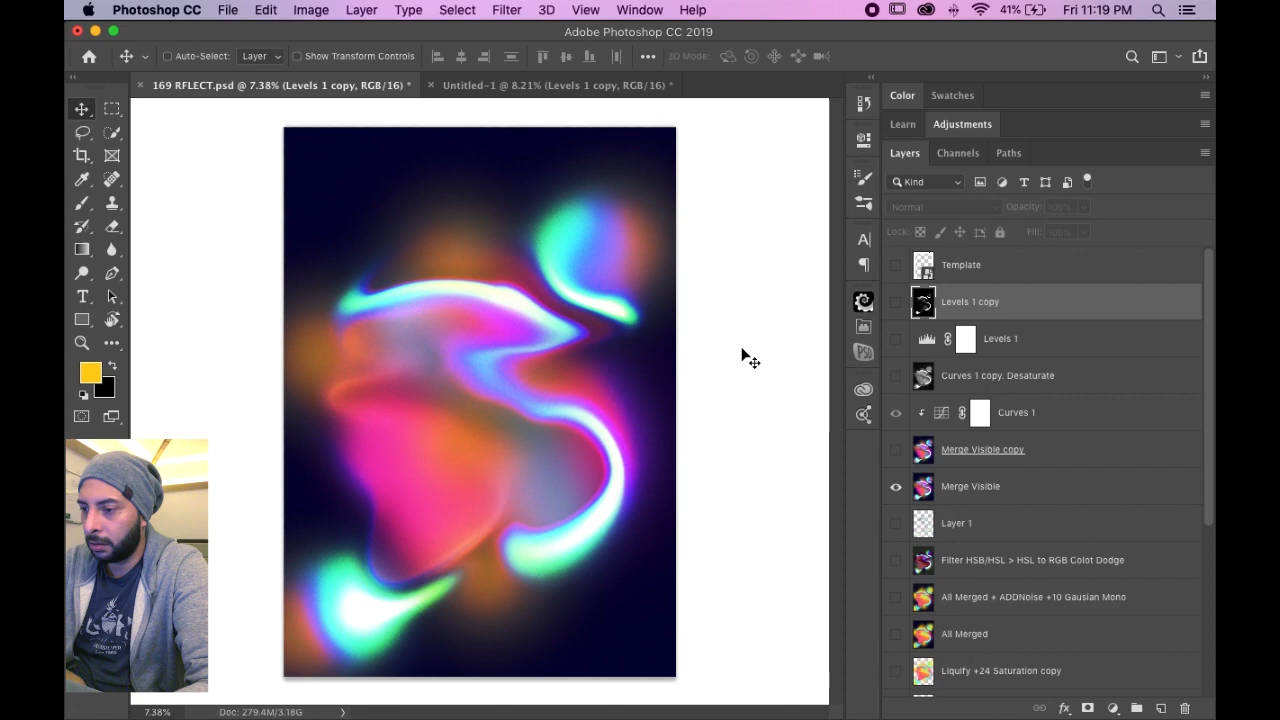 Photoshop CC File Edit Image Layer Type Select Filter 3D View Window Help 41% Fri 11:19 PM
Adobe Photoshop CC 2019
Auto-Select: Layer Show Transform Controls 3D Mode:
169 RFLECT.psd @ 7.38% (Levels 1 copy, RGB/16) *
Untitled-1 @ 8.21% (Levels 1 copy, RGB/16) *
Color Swatches
Learn Adjustments
Layers Channels Paths
Kind
Normal Opacity: 100%
Lock: Fill: 100%
Template
Levels 1 copy
Levels 1
Curves 1 copy. Desaturate
Curves 1
Merge Visible copy
Merge Visible
Layer 1
Filter HSB/HSL > HSL to RGB Colot Dodge
All Merged + ADDNoise +10 Gausian Mono
All Merged
Liquify +24 Saturation copy
7.38% Doc: 279.4M/3.18G